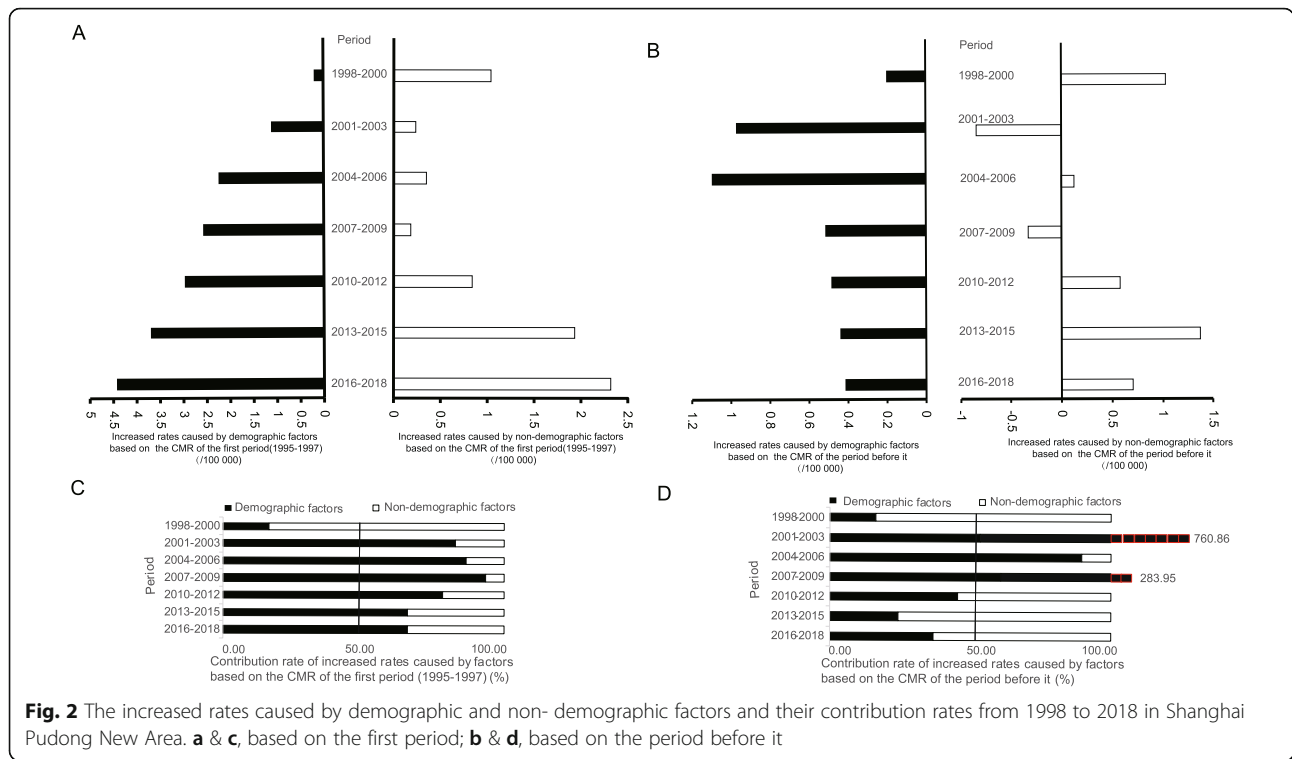 A
Period
1998-2000
2001-2003
2004-2006
2007-2009
2010-2012
2013-2015
2016-2018
5 4.5 4 3.5 3 2.5 2 1.5 1 0.5 0
0 0.5 1 1.5 2 2.5
Increased rates caused by demographic factors
based on the CMR of the first period(1995-1997)
(/100 000)
Increased rates caused by non-demographic factors
based on the CMR of the first period(1995-1997)
(/100 000)
B
Period
1998-2000
2001-2003
2004-2006
2007-2009
2010-2012
2013-2015
2016-2018
1.2 1 0.8 0.6 0.4 0.2 0
-1 -0.5 0 0.5 1 1.5
Increased rates caused by demographic factors
based on the CMR of the period before it
(/100 000)
Increased rates caused by non-demographic factors
based on the CMR of the period before it
(/100 000)
C
Demographic factors Non-demographic factors
Period
1998-2000
2001-2003
2004-2006
2007-2009
2010-2012
2013-2015
2016-2018
0.00 50.00 100.00
Contribution rate of increased rates caused by factors
based on the CMR of the first period (1995-1997) (%)
D
Demographic factors Non-demographic factors
Period
1998-2000
2001-2003 760.86
2004-2006
2007-2009 283.95
2010-2012
2013-2015
2016-2018
0.00 50.00 100.00
Contribution rate of increased rates caused by factors
based on the CMR of the period before it (%)
Fig. 2 The increased rates caused by demographic and non- demographic factors and their contribution rates from 1998 to 2018 in Shanghai
Pudong New Area. a & c, based on the first period; b & d, based on the period before it